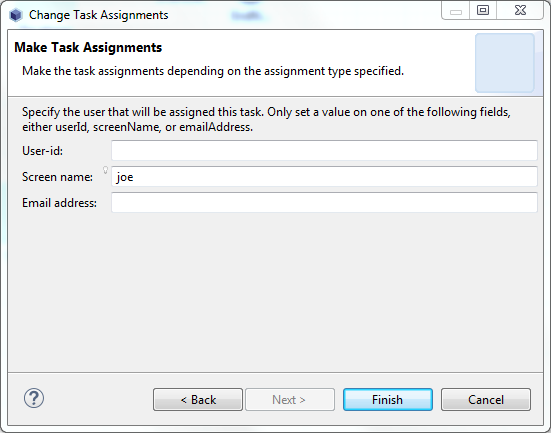 Change Task Assignments
Make Task Assignments
Make the task assignments depending on the assignment type specified.
Specify the user that will be assigned this task. Only set a value on one of the following fields,
either userId, screenName, or emailAddress.
User-id:
Screen name: joe
Email address:
< Back Next > Finish Cancel